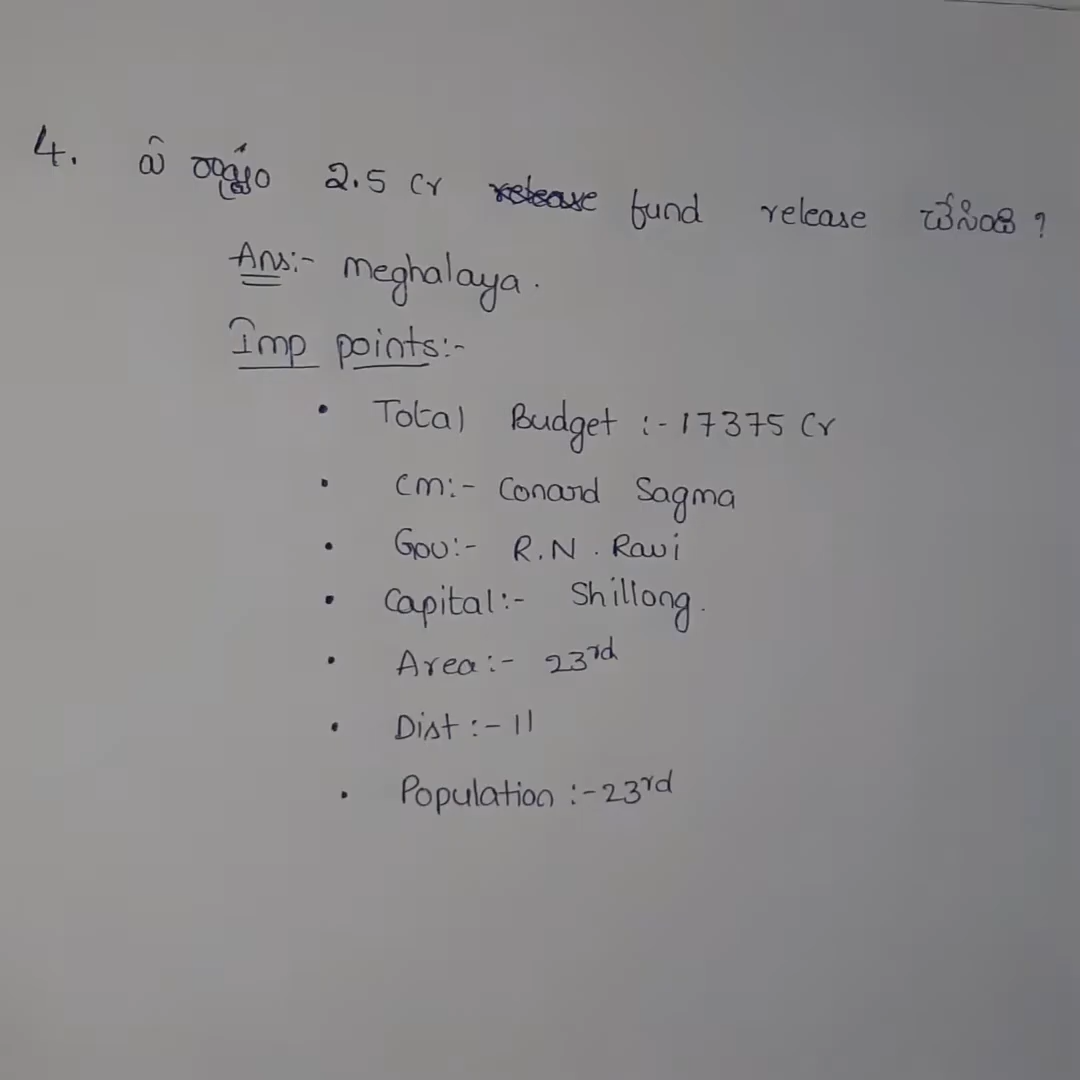 4. ఏ రాష్ట్రం 2.5 Cr release fund release చేసింది ?
Ans:- Meghalaya.
Imp points:-
• Total Budget :- 17375 Cr
• CM:- Conard Sagma
• Gov:- R.N. Ravi
• Capital:- Shillong.
• Area:- 23rd
• Dist :- 11
• Population :- 23rd